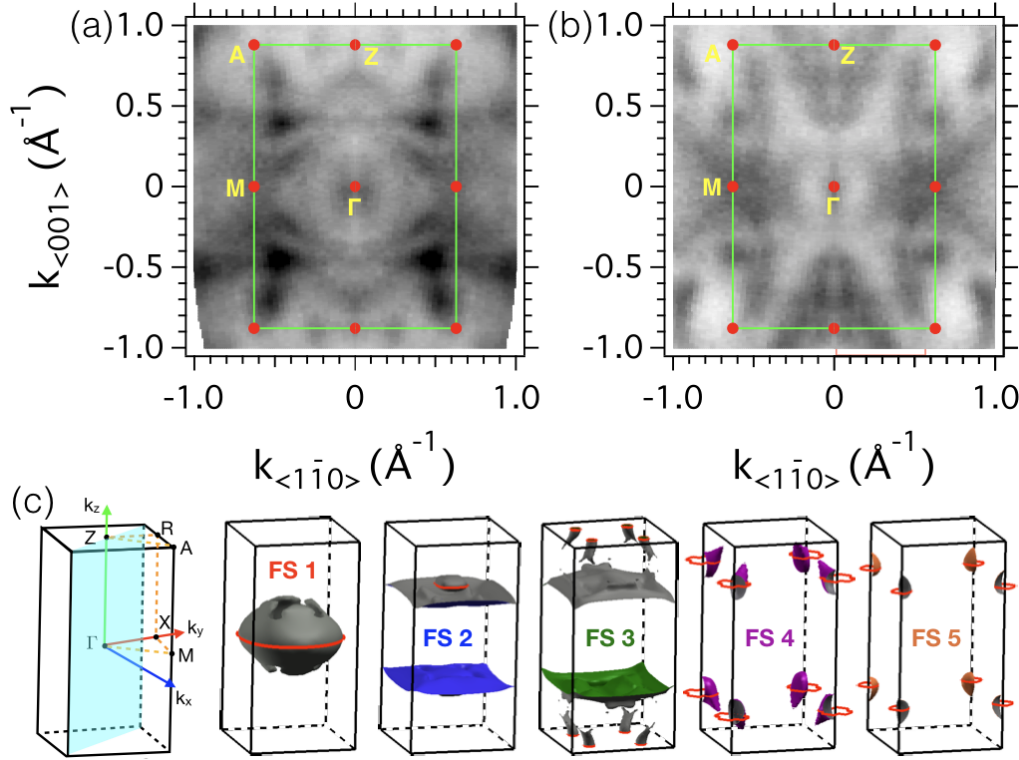 (a)
(b)
k<001> (Å⁻¹)
0.5
0
-0.5
-1.0
A
Z
M
Γ
A
Z
M
Γ
1.0
0.5
0
-0.5
-1.0
-1.0
0
1.0
-1.0
0
1.0
k<11̄0> (Å⁻¹)
k<11̄0> (Å⁻¹)
(c)
kz
Z
R
A
Γ
X
ky
M
kx
FS 1
FS 2
FS 3
FS 4
FS 5